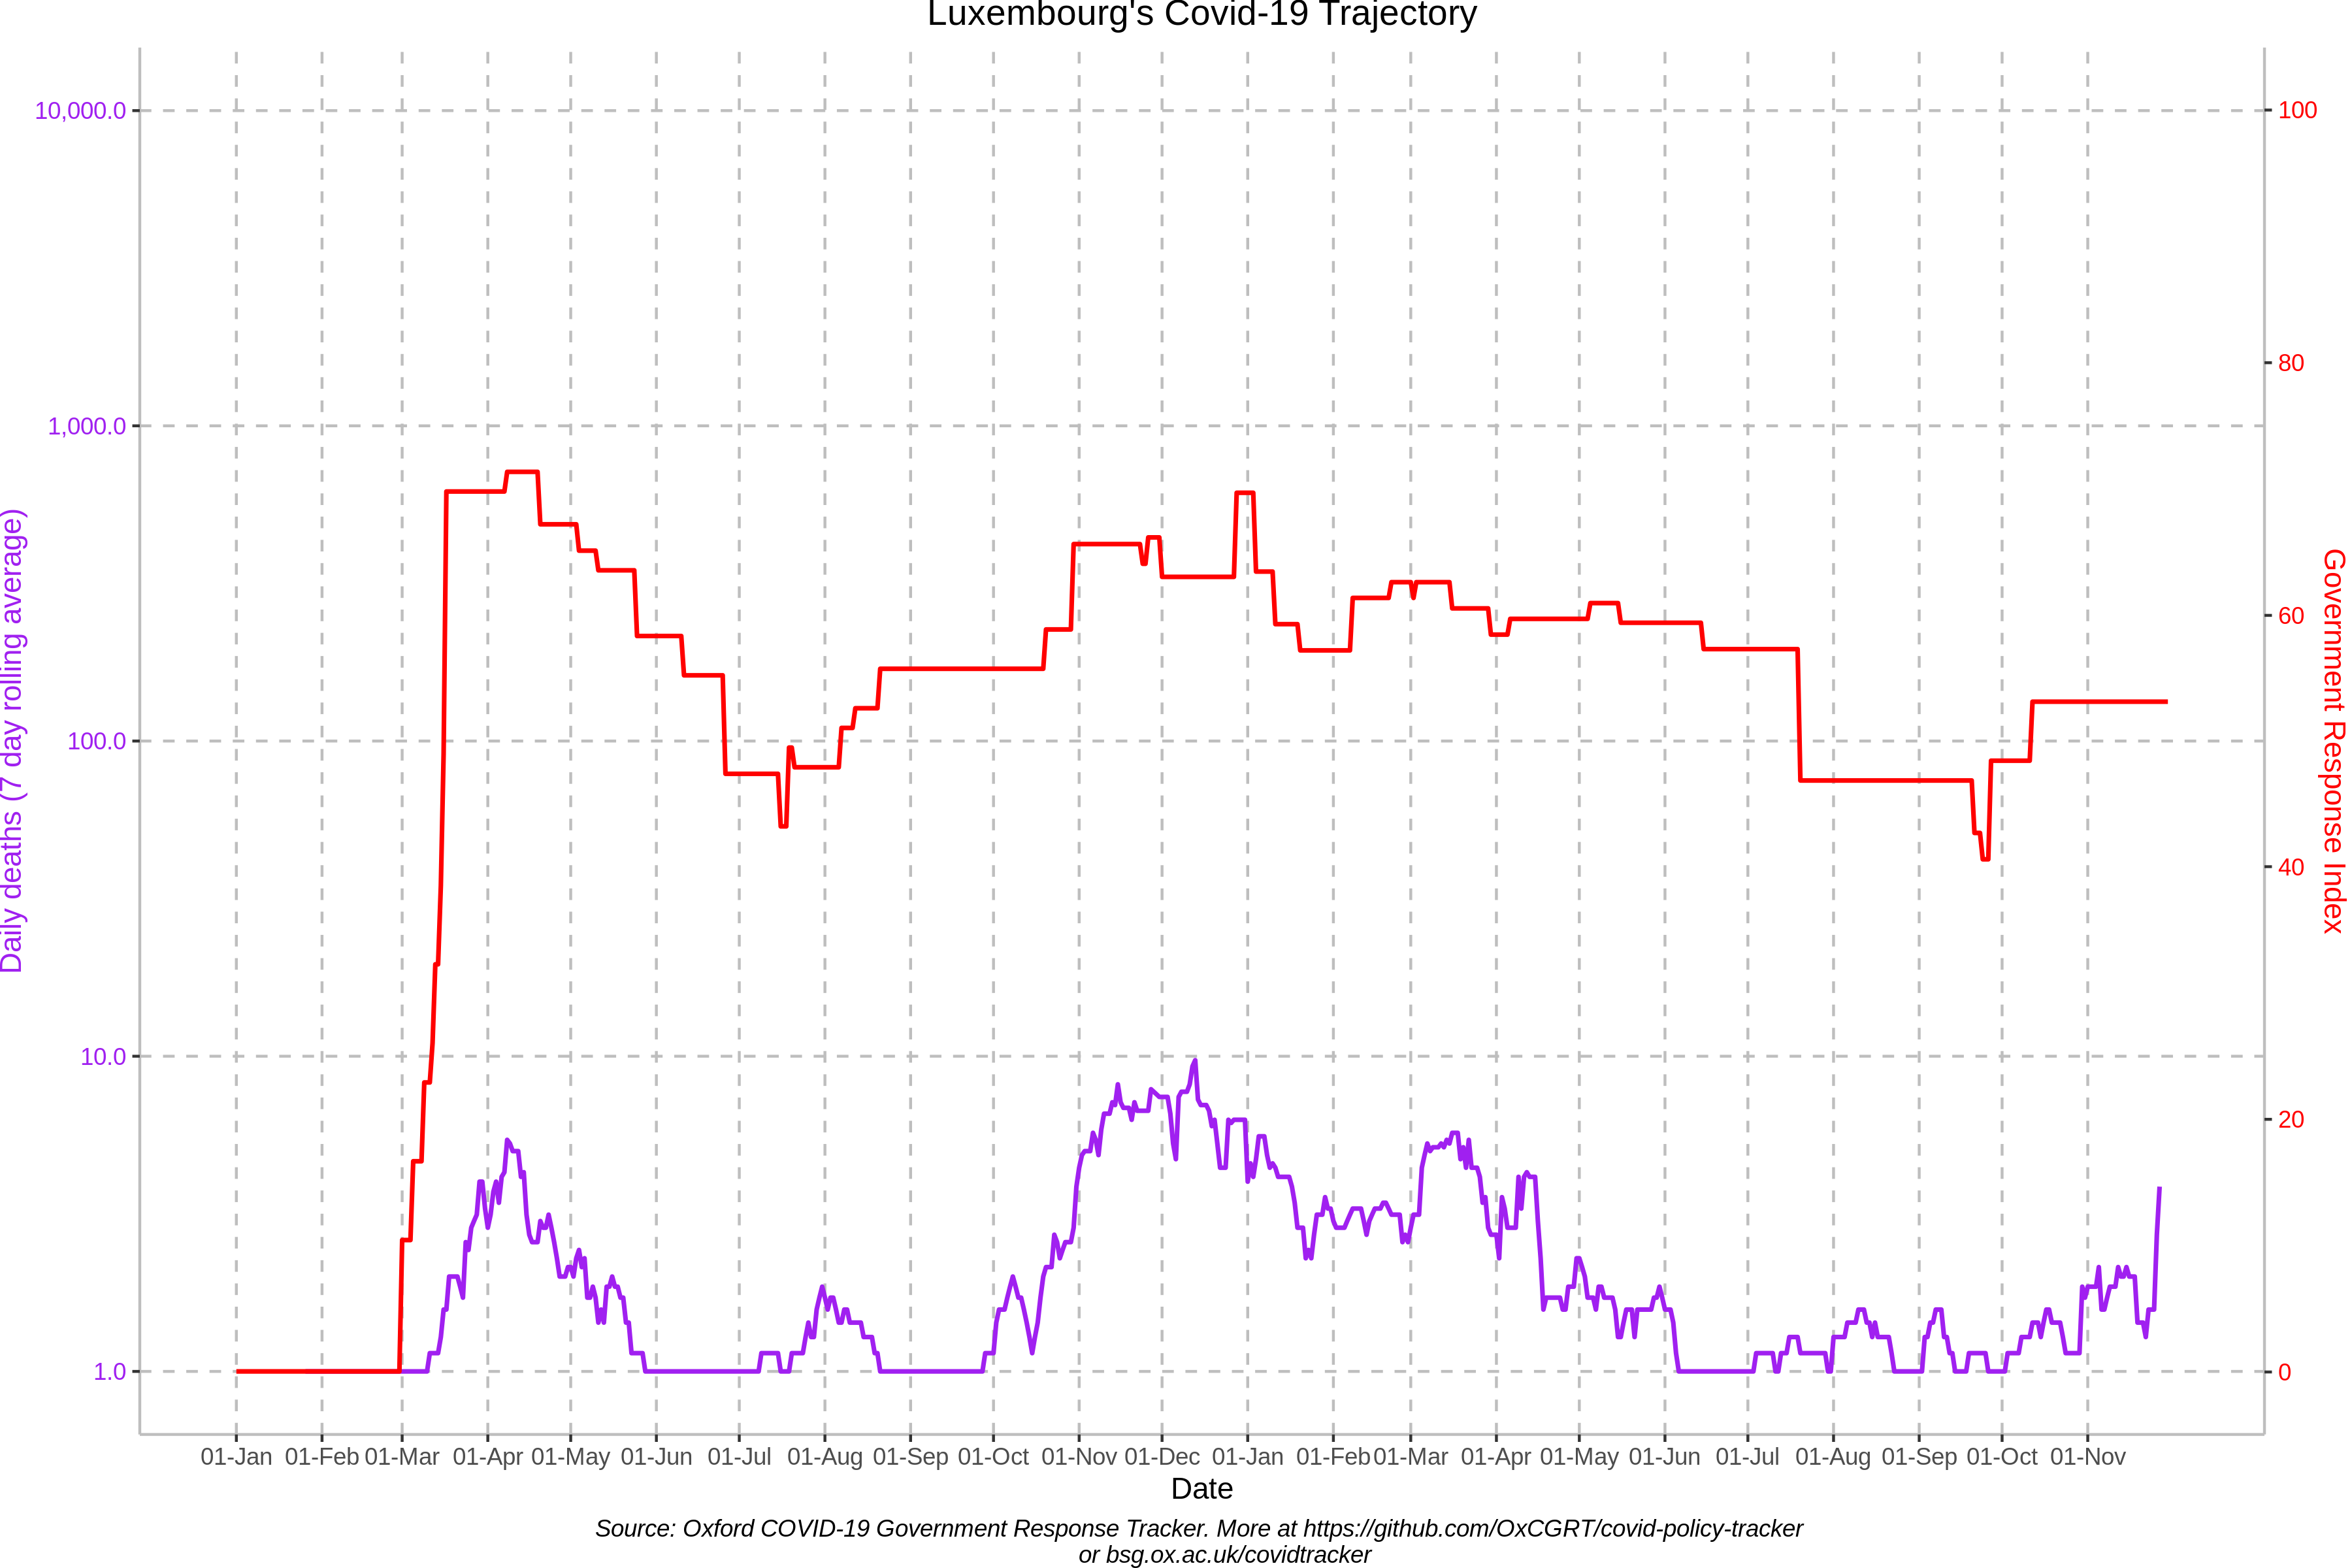 Luxembourg's Covid-19 Trajectory
10,000.0
1,000.0
100.0
10.0
1.0
Daily deaths (7 day rolling average)
100
80
60
40
20
0
Government Response Index
01-Jan 01-Feb 01-Mar 01-Apr 01-May 01-Jun 01-Jul 01-Aug 01-Sep 01-Oct 01-Nov 01-Dec 01-Jan 01-Feb 01-Mar 01-Apr 01-May 01-Jun 01-Jul 01-Aug 01-Sep 01-Oct 01-Nov
Date
Source: Oxford COVID-19 Government Response Tracker. More at https://github.com/OxCGRT/covid-policy-tracker
or bsg.ox.ac.uk/covidtracker